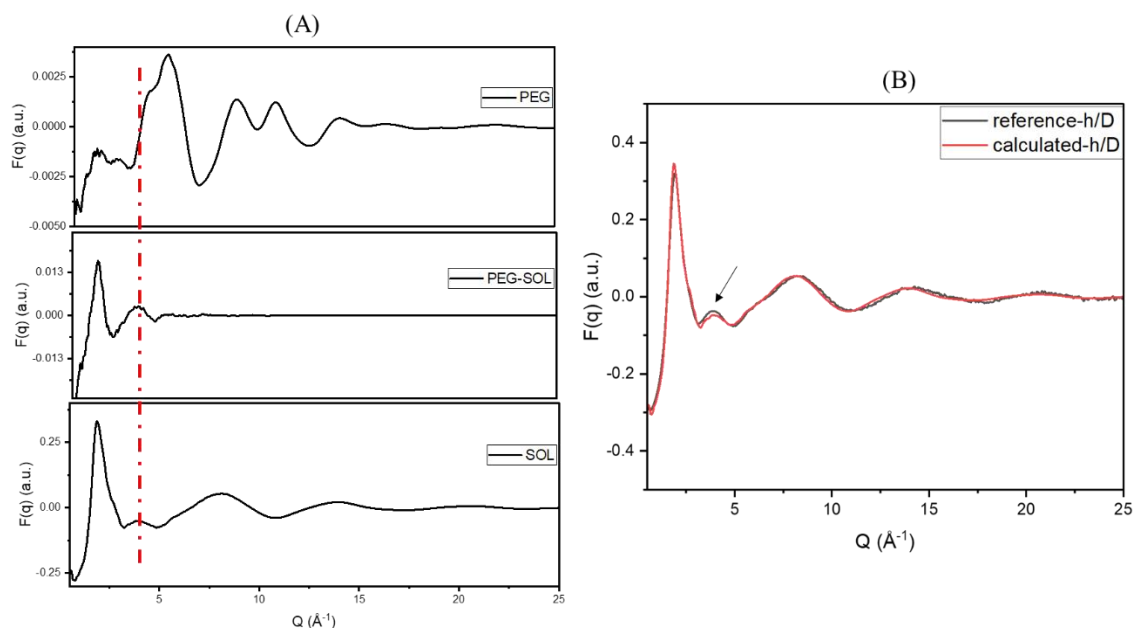 (A)
0.0025
0.0000
-0.0025
-0.0050
F(q) (a.u.)
PEG
0.013
0.000
-0.013
F(q) (a.u.)
PEG-SOL
0.25
0.00
-0.25
F(q) (a.u.)
SOL
5 10 15 20 25
Q (Å⁻¹)
(B)
reference-h/D
calculated-h/D
0.4
0.2
0.0
-0.2
-0.4
F(q) (a.u.)
5 10 15 20 25
Q (Å⁻¹)